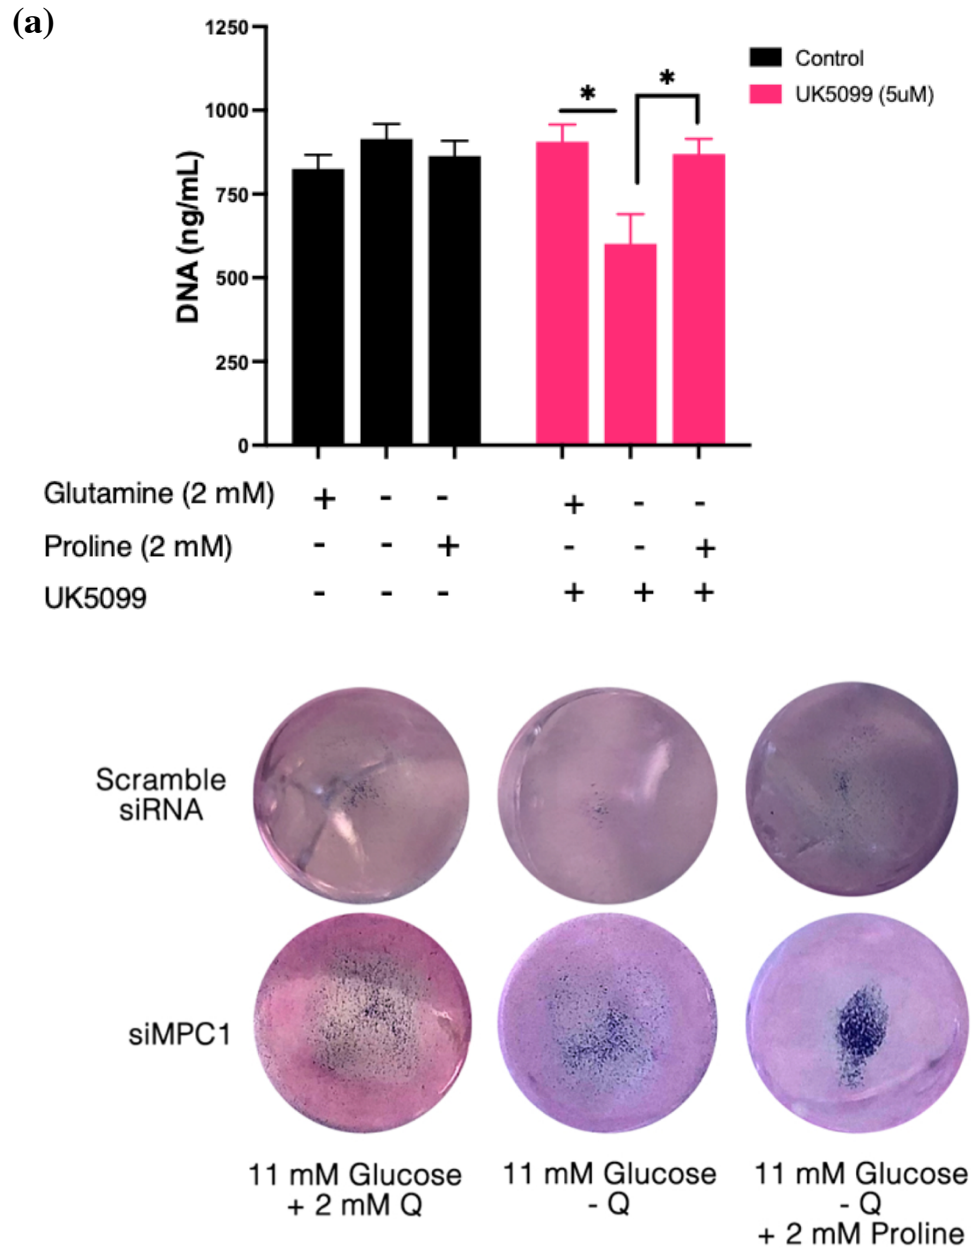 (a)
1250
1000
750
500
250
0
DNA (ng/mL)
* *
Control
UK5099 (5uM)
Glutamine (2 mM) + - - + - -
Proline (2 mM) - - + - - +
UK5099 - - - + + +
Scramble
siRNA
siMPC1
11 mM Glucose
+ 2 mM Q
11 mM Glucose
- Q
11 mM Glucose
- Q
+ 2 mM Proline